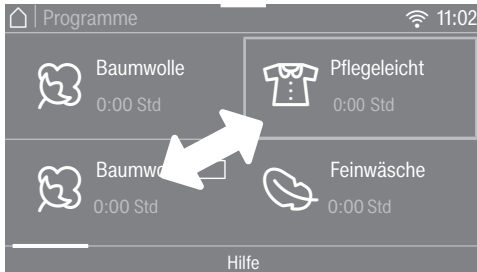 Programme 11:02
Baumwolle
0:00 Std
Pflegeleicht
0:00 Std
0:00 Std
Feinwäsche
0:00 Std
Hilfe